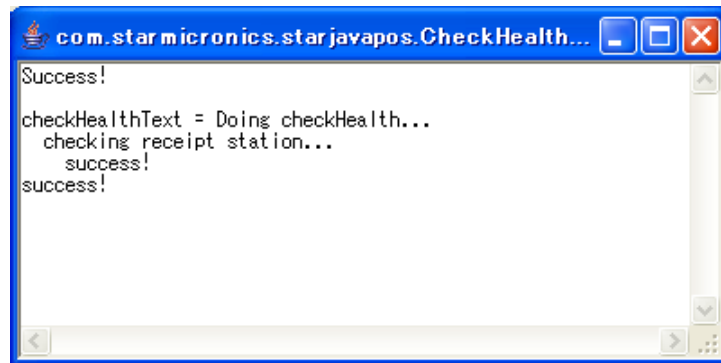 com.starmicronics.starjavapos.CheckHealth...
Success!
checkHealthText = Doing checkHealth...
checking receipt station...
success!
success!